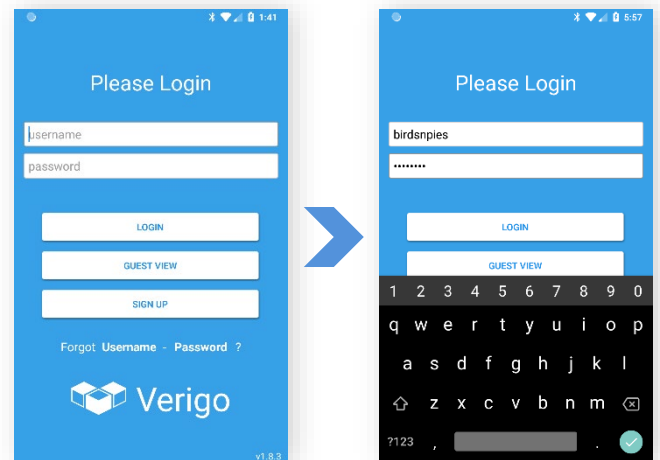 1:41
Please Login
username
password
LOGIN
GUEST VIEW
SIGN UP
Forgot Username - Password ?
Verigo
v1.8.3
5:57
Please Login
birdsnpies
••••••••
LOGIN
GUEST VIEW
1 2 3 4 5 6 7 8 9 0
q w e r t y u i o p
a s d f g h j k l
z x c v b n m
?123 , .